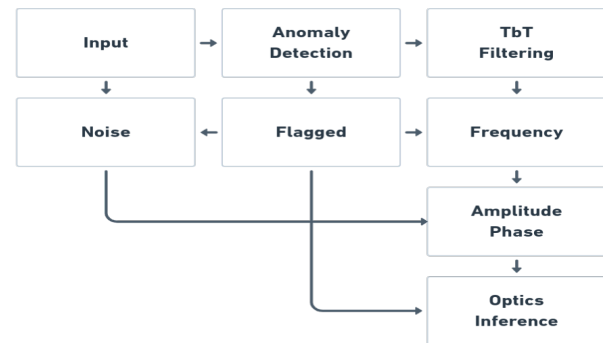 Input
Anomaly
Detection
TbT
Filtering
Noise
Flagged
Frequency
Amplitude
Phase
Optics
Inference